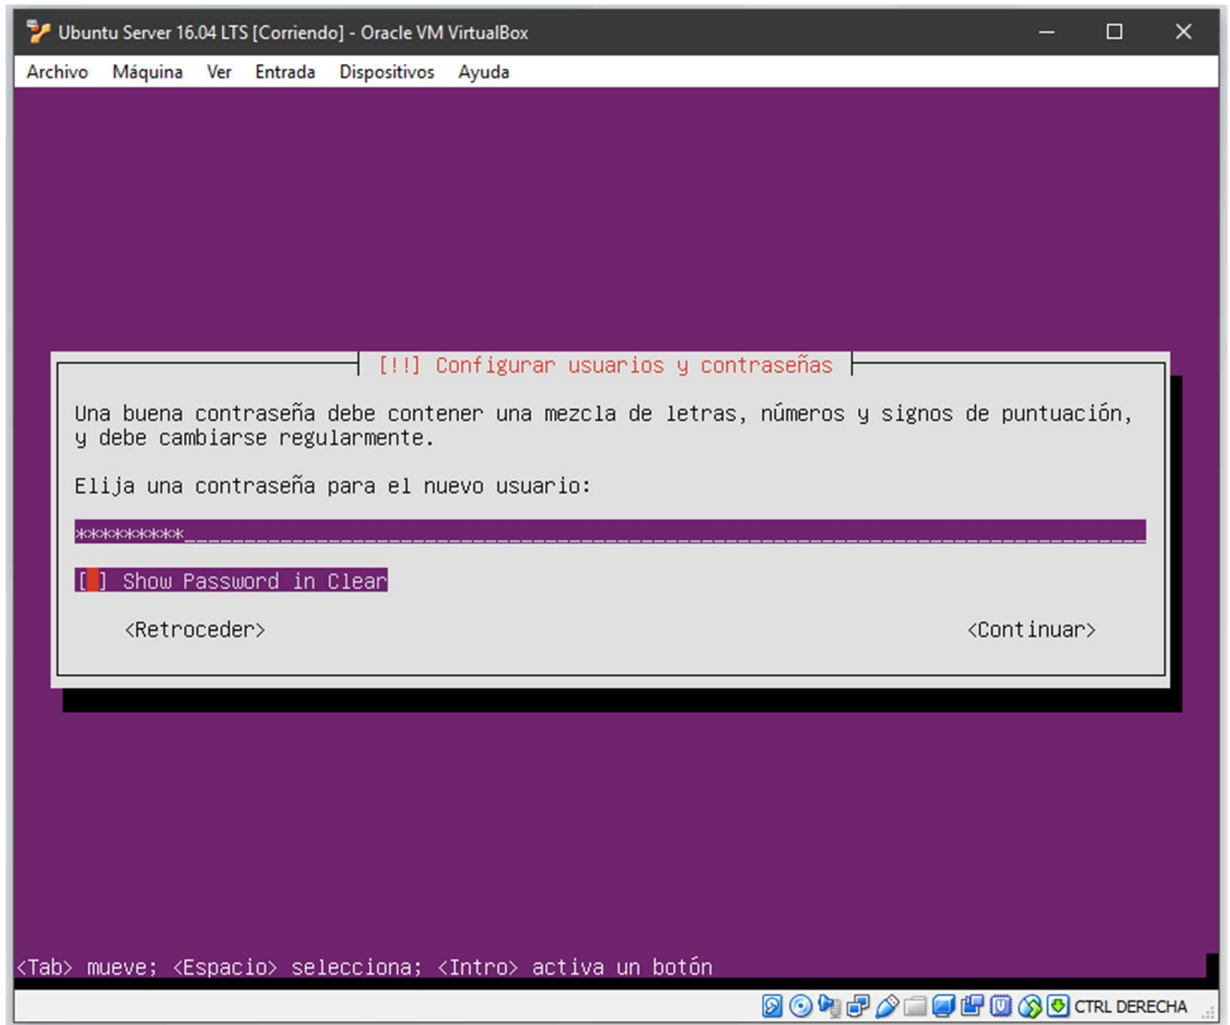 Ubuntu Server 16.04 LTS [Corriendo] - Oracle VM VirtualBox
Archivo Máquina Ver Entrada Dispositivos Ayuda
[!!] Configurar usuarios y contraseñas
Una buena contraseña debe contener una mezcla de letras, números y signos de puntuación,
y debe cambiarse regularmente.
Elija una contraseña para el nuevo usuario:
*********
[ ] Show Password in Clear
<Retroceder> <Continuar>
<Tab> mueve; <Espacio> selecciona; <Intro> activa un botón
CTRL DERECHA